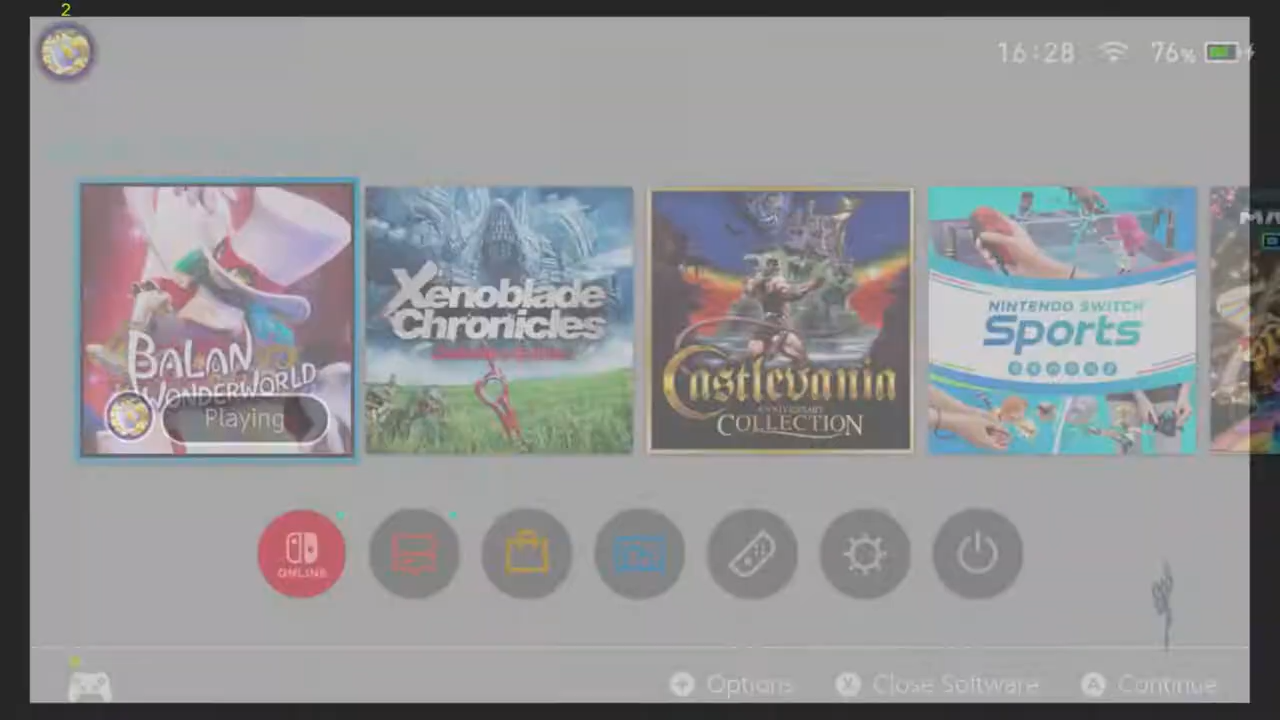 2
16:28
76%
BALAN
WONDERWORLD
Playing
Xenoblade
Chronicles
Castlevania
ANNIVERSARY
COLLECTION
NINTENDO SWITCH
Sports
ONLINE
Options
X Close Software
A Continue